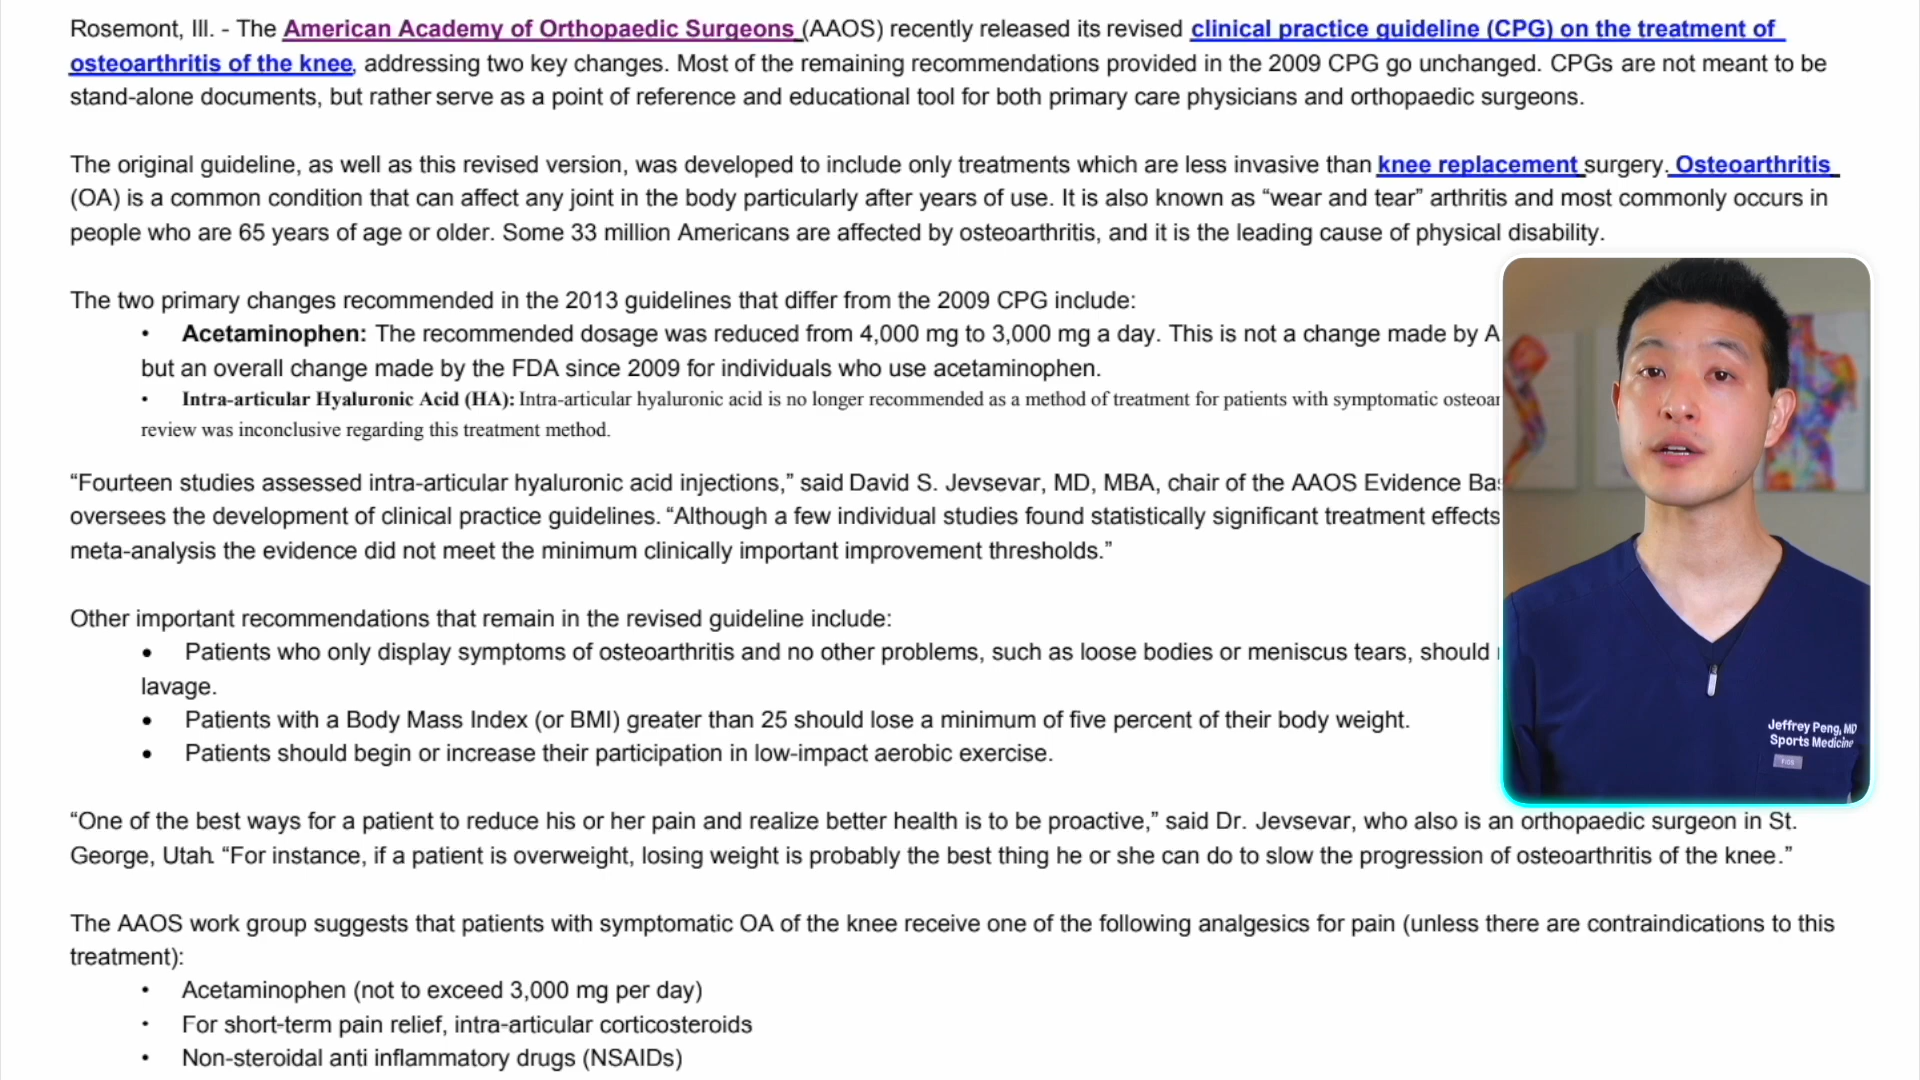 Rosemont, Ill. - The American Academy of Orthopaedic Surgeons (AAOS) recently released its revised clinical practice guideline (CPG) on the treatment of
osteoarthritis of the knee, addressing two key changes. Most of the remaining recommendations provided in the 2009 CPG go unchanged. CPGs are not meant to be
stand-alone documents, but rather serve as a point of reference and educational tool for both primary care physicians and orthopaedic surgeons.
The original guideline, as well as this revised version, was developed to include only treatments which are less invasive than knee replacement surgery. Osteoarthritis
(OA) is a common condition that can affect any joint in the body particularly after years of use. It is also known as “wear and tear” arthritis and most commonly occurs in
people who are 65 years of age or older. Some 33 million Americans are affected by osteoarthritis, and it is the leading cause of physical disability.
The two primary changes recommended in the 2013 guidelines that differ from the 2009 CPG include:
• Acetaminophen: The recommended dosage was reduced from 4,000 mg to 3,000 mg a day. This is not a change made by
but an overall change made by the FDA since 2009 for individuals who use acetaminophen.
• Intra-articular Hyaluronic Acid (HA): Intra-articular hyaluronic acid is no longer recommended as a method of treatment for patients with symptomatic
review was inconclusive regarding this treatment method.
“Fourteen studies assessed intra-articular hyaluronic acid injections,” said David S. Jevsevar, MD, MBA, chair of the AAOS Evidence
oversees the development of clinical practice guidelines. “Although a few individual studies found statistically significant treatment effects
meta-analysis the evidence did not meet the minimum clinically important improvement thresholds.”
Other important recommendations that remain in the revised guideline include:
• Patients who only display symptoms of osteoarthritis and no other problems, such as loose bodies or meniscus tears, should
lavage.
• Patients with a Body Mass Index (or BMI) greater than 25 should lose a minimum of five percent of their body weight.
• Patients should begin or increase their participation in low-impact aerobic exercise.
“One of the best ways for a patient to reduce his or her pain and realize better health is to be proactive,” said Dr. Jevsevar, who also is an orthopaedic surgeon in St.
George, Utah. “For instance, if a patient is overweight, losing weight is probably the best thing he or she can do to slow the progression of osteoarthritis of the knee.”
The AAOS work group suggests that patients with symptomatic OA of the knee receive one of the following analgesics for pain (unless there are contraindications to this
treatment):
• Acetaminophen (not to exceed 3,000 mg per day)
• For short-term pain relief, intra-articular corticosteroids
• Non-steroidal anti inflammatory drugs (NSAIDs)
Jeffrey Peng, MD
Sports Medicine
FIGS